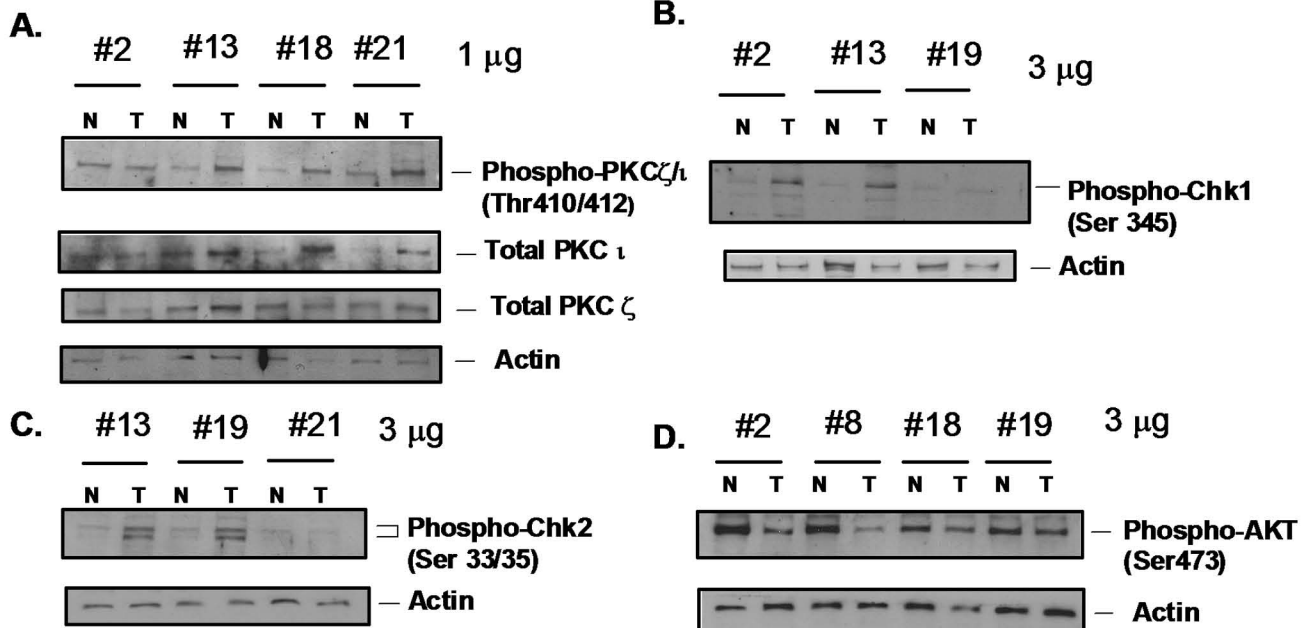 A.
#2 #13 #18 #21 1 μg
N T N T N T N T
Phospho-PKCζ/ι
(Thr410/412)
Total PKC ι
Total PKC ζ
Actin
B.
#2 #13 #19 3 μg
N T N T N T
Phospho-Chk1
(Ser 345)
Actin
C.
#13 #19 #21 3 μg
N T N T N T
Phospho-Chk2
(Ser 33/35)
Actin
D.
#2 #8 #18 #19 3 μg
N T N T N T N T
Phospho-AKT
(Ser473)
Actin